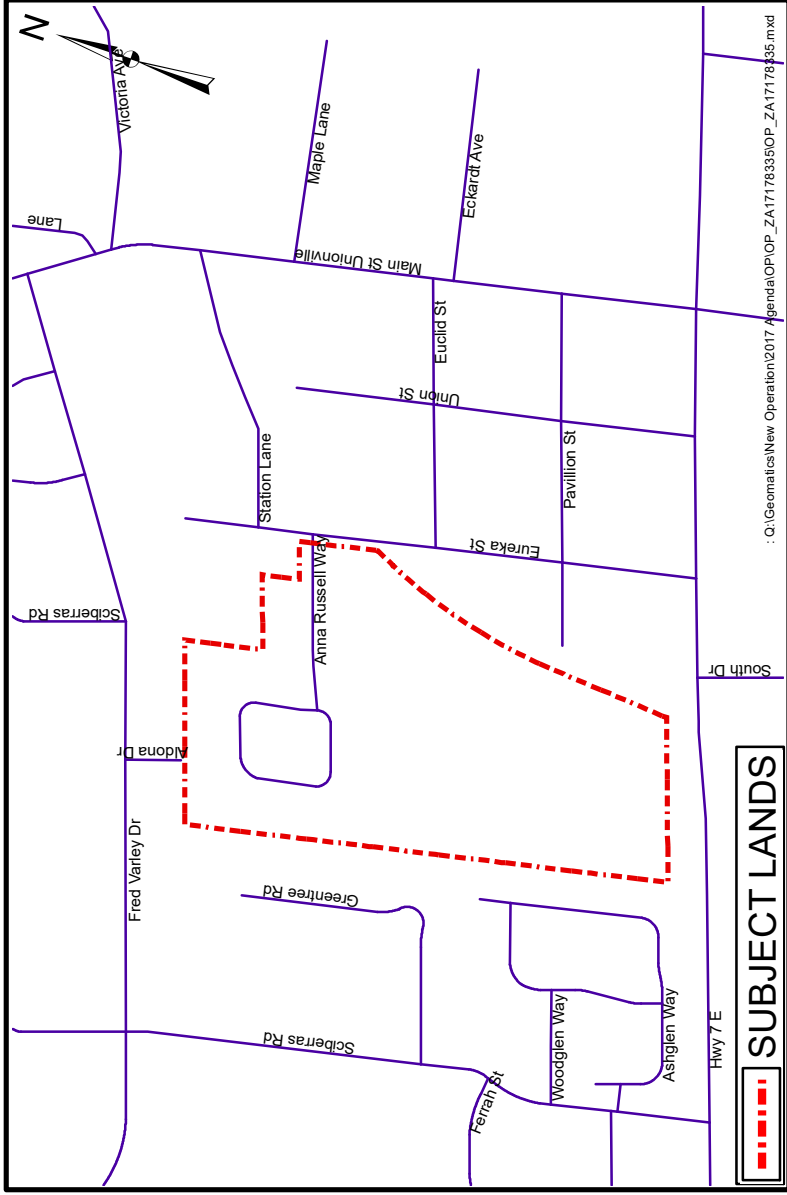 N
Victoria Ave
Lane
Maple Lane
Eckardt Ave
Main St Unionville
Euclid St
Union St
Station Lane
Pavillion St
Eureka St
Sciberras Rd
Anna Russell Way
South Dr
Aldona Dr
Fred Varley Dr
Greentree Rd
Sciberras Rd
Woodglen Way
Ashglen Way
Hwy 7 E
Ferrah St
SUBJECT LANDS
: Q:\Geomatics\New Operation\2017 Agenda\OP\OP_ZA17178335\OP_ZA17178335.mxd